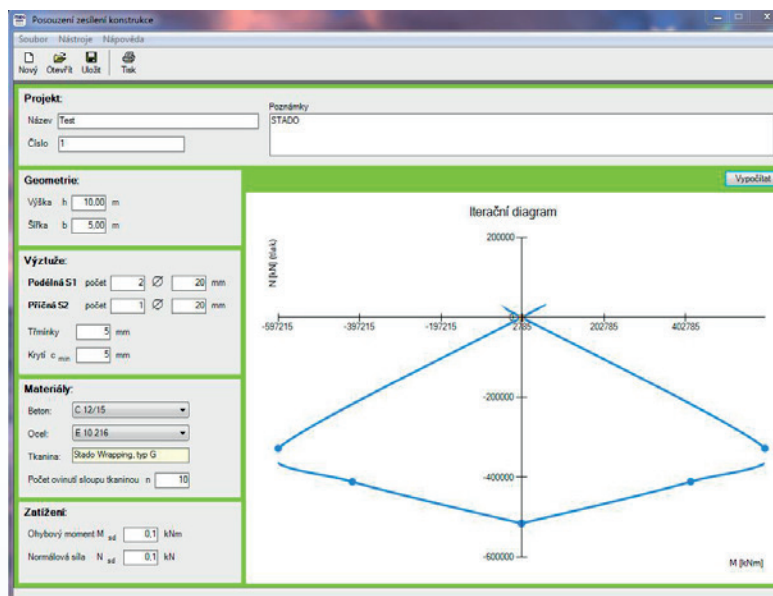 Posouzení zesílení konstrukce
Soubor Nástroje Nápověda
Nový Otevřít Uložit Tisk
Projekt:
Název Test
Číslo 1
Poznámky
STADO
Geometrie:
Výška h 10,00 m
Šířka b 5,00 m
Výztuže:
Podélná S1 počet 2 ∅ 20 mm
Příčná S2 počet 1 ∅ 20 mm
Třmínky 5 mm
Krytí c min 5 mm
Materiály:
Beton: C 12/15
Ocel: E 10 216
Tkanina: Stado Wrapping, typ G
Počet ovinutí sloupu tkaninou n 10
Zatížení:
Ohybový moment M sd 0,1 kNm
Normálová síla N sd 0,1 kN
Vypočítat
Iterační diagram
N [kN] (tlak)
200000
-597215 -397215 -197215 2785 202785 402785
-200000
-400000
-600000
M [kNm]